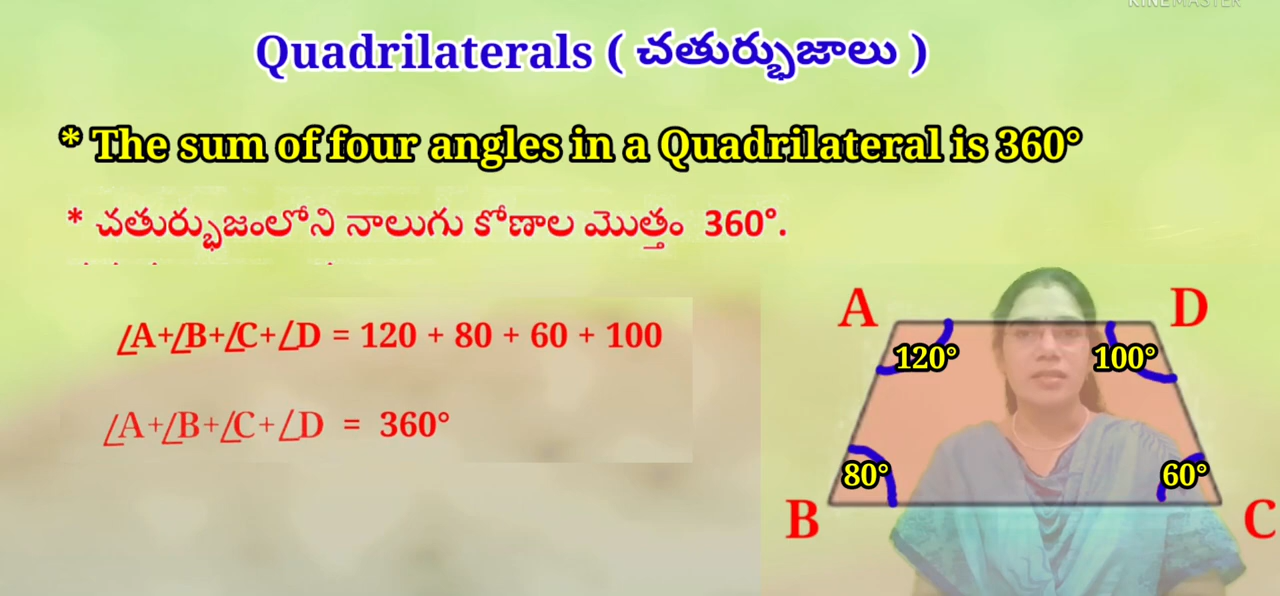 KINEMASTER
Quadrilaterals ( చతుర్భుజాలు )
* The sum of four angles in a Quadrilateral is 360°
* చతుర్భుజంలోని నాలుగు కోణాల మొత్తం 360°.
∠A+∠B+∠C+∠D = 120 + 80 + 60 + 100
∠A+∠B+∠C+∠D = 360°
A D
120° 100°
80° 60°
B C